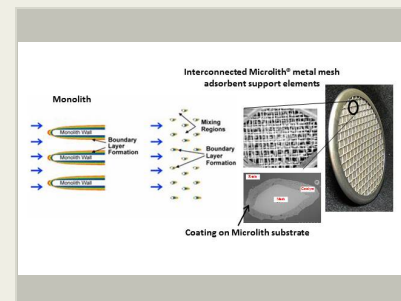 Interconnected Microlith® metal mesh
adsorbent support elements
Monolith
Monolith Wall
Boundary
Layer
Formation
Monolith Wall
Monolith Wall
Mixing
Regions
Boundary
Layer
Formation
Coating on Microlith substrate